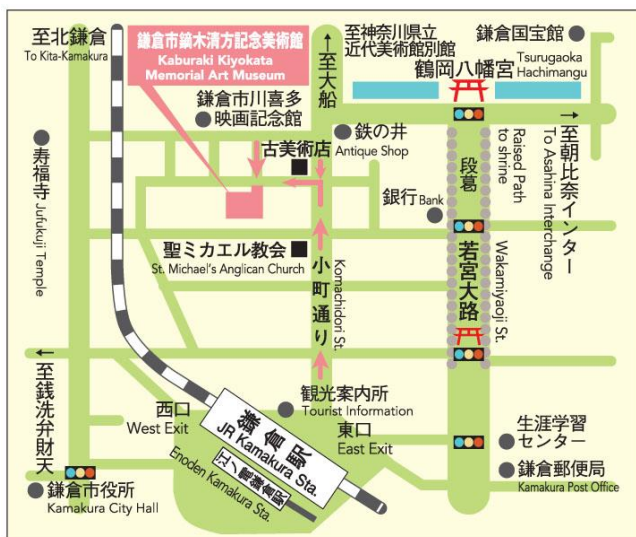 至北鎌倉
To Kita-Kamakura
鎌倉市鏑木清方記念美術館
Kaburaki Kiyokata
Memorial Art Museum
至大船
至神奈川県立
近代美術館別館
鎌倉国宝館
鶴岡八幡宮
Tsurugaoka
Hachimangu
鎌倉市川喜多
映画記念館
鉄の井
古美術店
Antique Shop
寿福寺 Jufukuji Temple
銀行 Bank
段葛
Raised Path
to shrine
至朝比奈インター
To Asahina Interchange
聖ミカエル教会
St. Michael's Anglican Church
小町通り
Komachidori St.
若宮大路
Wakamiyaoji St.
至銭洗弁財天
西口
West Exit
鎌倉駅
JR Kamakura Sta.
江ノ電鎌倉駅
Enoden Kamakura Sta.
観光案内所
Tourist Information
東口
East Exit
生涯学習
センター
鎌倉郵便局
Kamakura Post Office
鎌倉市役所
Kamakura City Hall